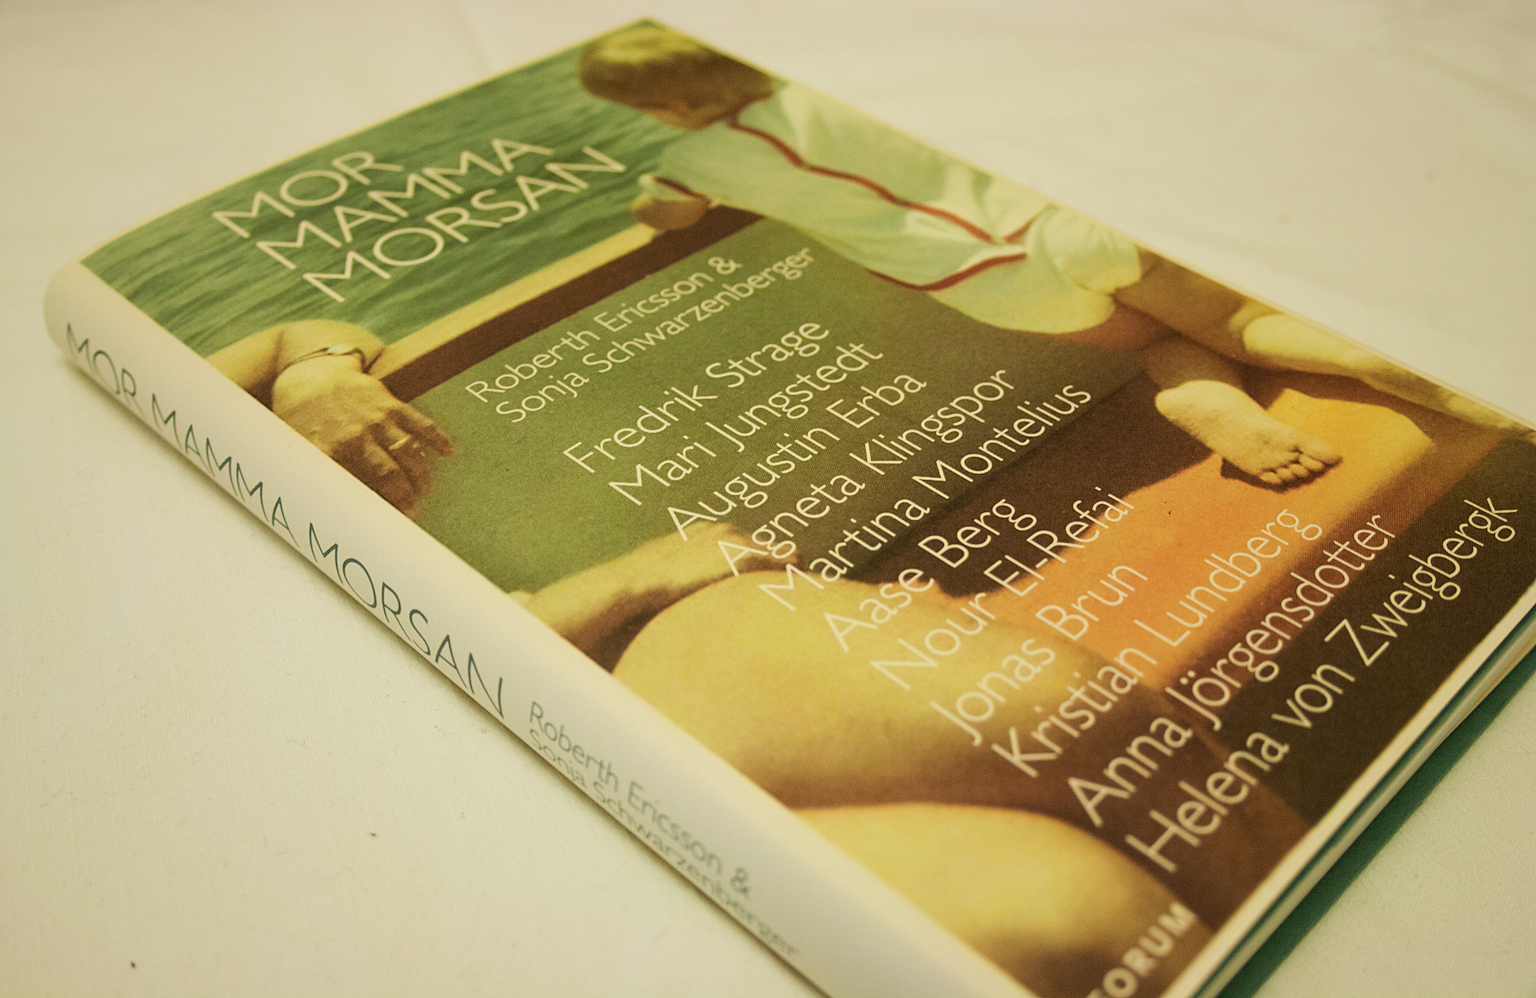 MOR
MAMMA
MORSAN
Roberth Ericsson &
Sonja Schwarzenberger
Fredrik Strage
Mari Jungstedt
Augustin Erba
Agneta Klingspor
Martina Montelius
Aase Berg
Nour El-Refai
Jonas Brun
Kristian Lundberg
Anna Jörgensdotter
Helena von Zweigbergk
FORUM
MOR MAMMA MORSAN
Roberth Ericsson &
Sonja Schwarzenberger